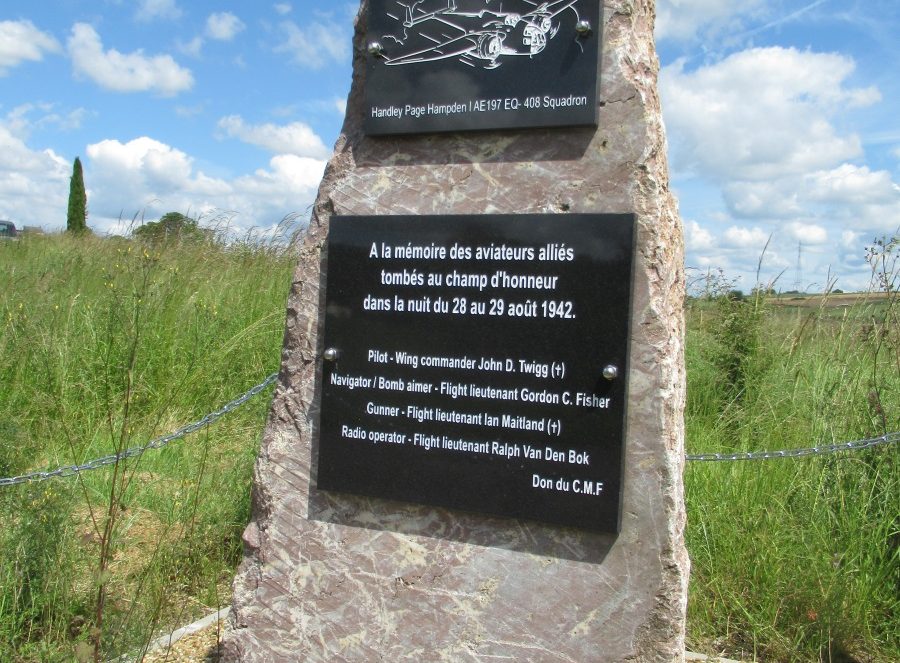 Handley Page Hampden I AE197 EQ- 408 Squadron
A la mémoire des aviateurs alliés
tombés au champ d'honneur
dans la nuit du 28 au 29 août 1942.
Pilot - Wing commander John D. Twigg (†)
Navigator / Bomb aimer - Flight lieutenant Gordon C. Fisher
Gunner - Flight lieutenant Ian Maitland (†)
Radio operator - Flight lieutenant Ralph Van Den Bok
Don du C.M.F